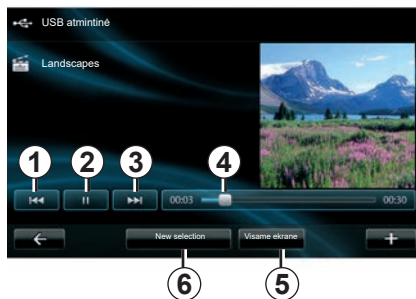 USB atmintinė
Landscapes
1 2 3 4
00:03 00:30
New selection Visame ekrane
6 5